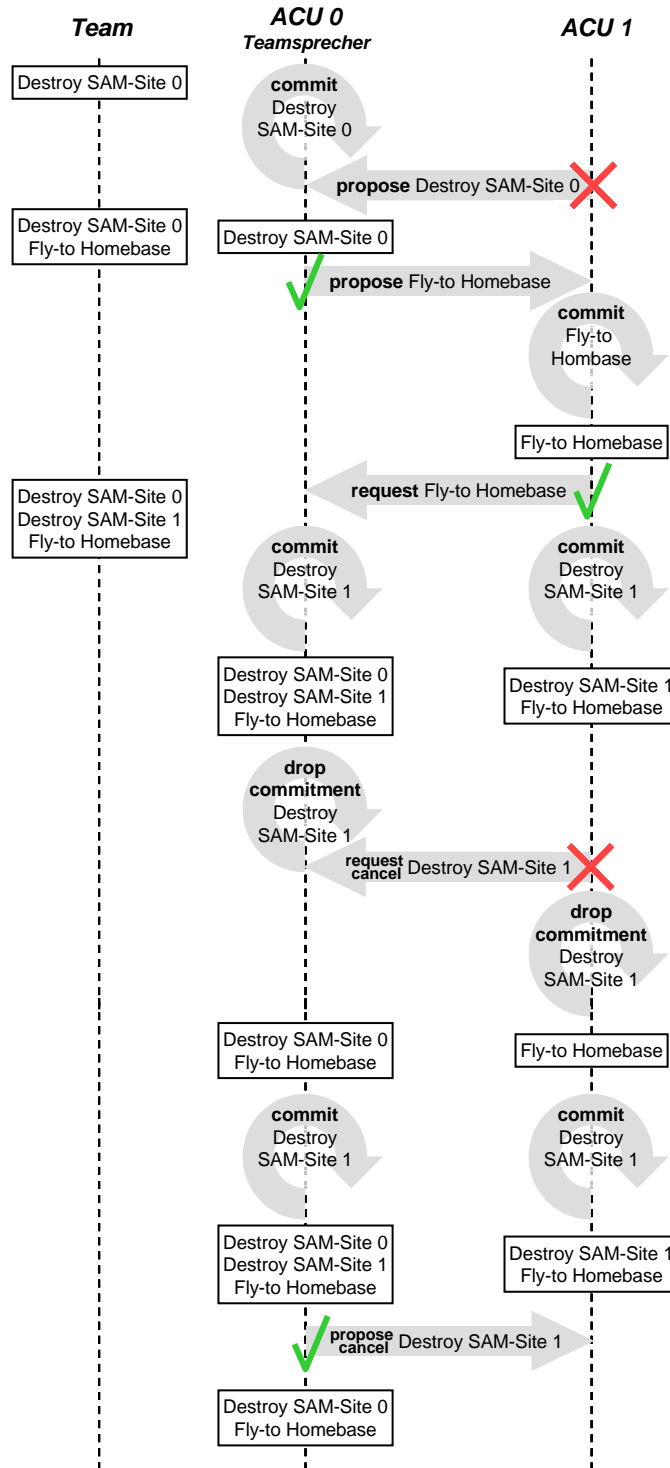 Team
ACU 0
Teamsprecher
ACU 1
Destroy SAM-Site 0
commit
Destroy
SAM-Site 0
propose Destroy SAM-Site 0
Destroy SAM-Site 0
Fly-to Homebase
Destroy SAM-Site 0
propose Fly-to Homebase
commit
Fly-to
Hombase
Fly-to Homebase
request Fly-to Homebase
Destroy SAM-Site 0
Destroy SAM-Site 1
Fly-to Homebase
commit
Destroy
SAM-Site 1
commit
Destroy
SAM-Site 1
Destroy SAM-Site 0
Destroy SAM-Site 1
Fly-to Homebase
Destroy SAM-Site 1
Fly-to Homebase
drop
commitment
Destroy
SAM-Site 1
request
cancel Destroy SAM-Site 1
drop
commitment
Destroy
SAM-Site 1
Destroy SAM-Site 0
Fly-to Homebase
Fly-to Homebase
commit
Destroy
SAM-Site 1
commit
Destroy
SAM-Site 1
Destroy SAM-Site 0
Destroy SAM-Site 1
Fly-to Homebase
Destroy SAM-Site 1
Fly-to Homebase
propose
cancel Destroy SAM-Site 1
Destroy SAM-Site 0
Fly-to Homebase